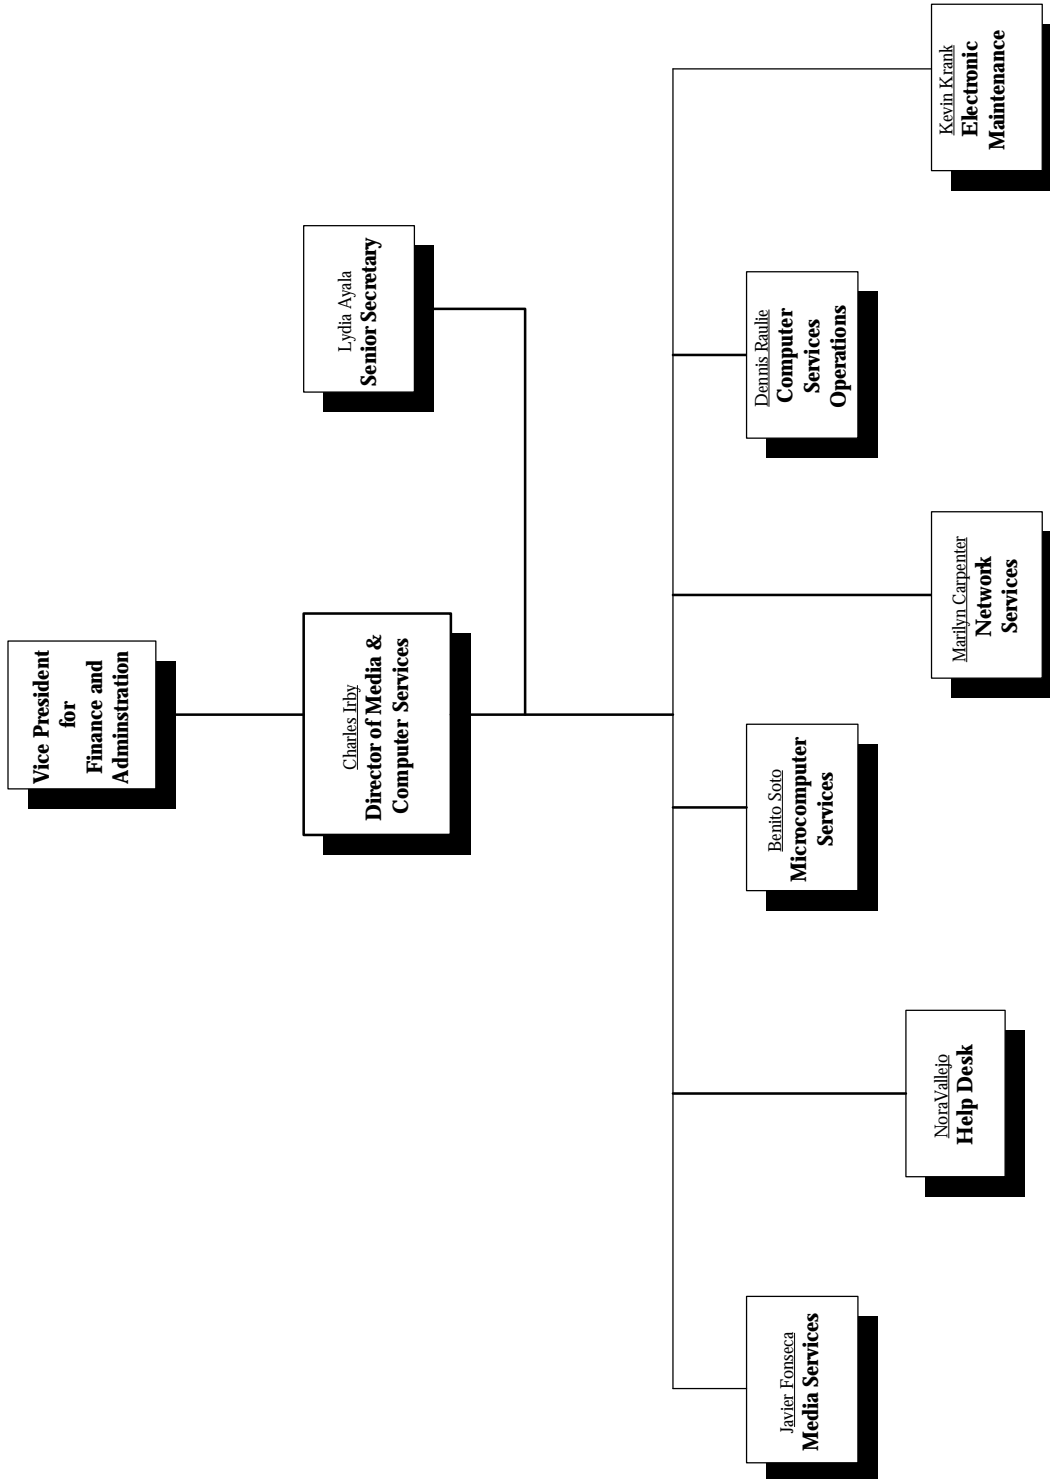 Vice President
for
Finance and
Adminstration
Charles Irby
Director of Media &
Computer Services
Lydia Ayala
Senior Secretary
Javier Fonseca
Media Services
NoraVallejo
Help Desk
Benito Soto
Microcomputer
Services
Marilyn Carpenter
Network
Services
Dennis Raulie
Computer
Services
Operations
Kevin Krank
Electronic
Maintenance